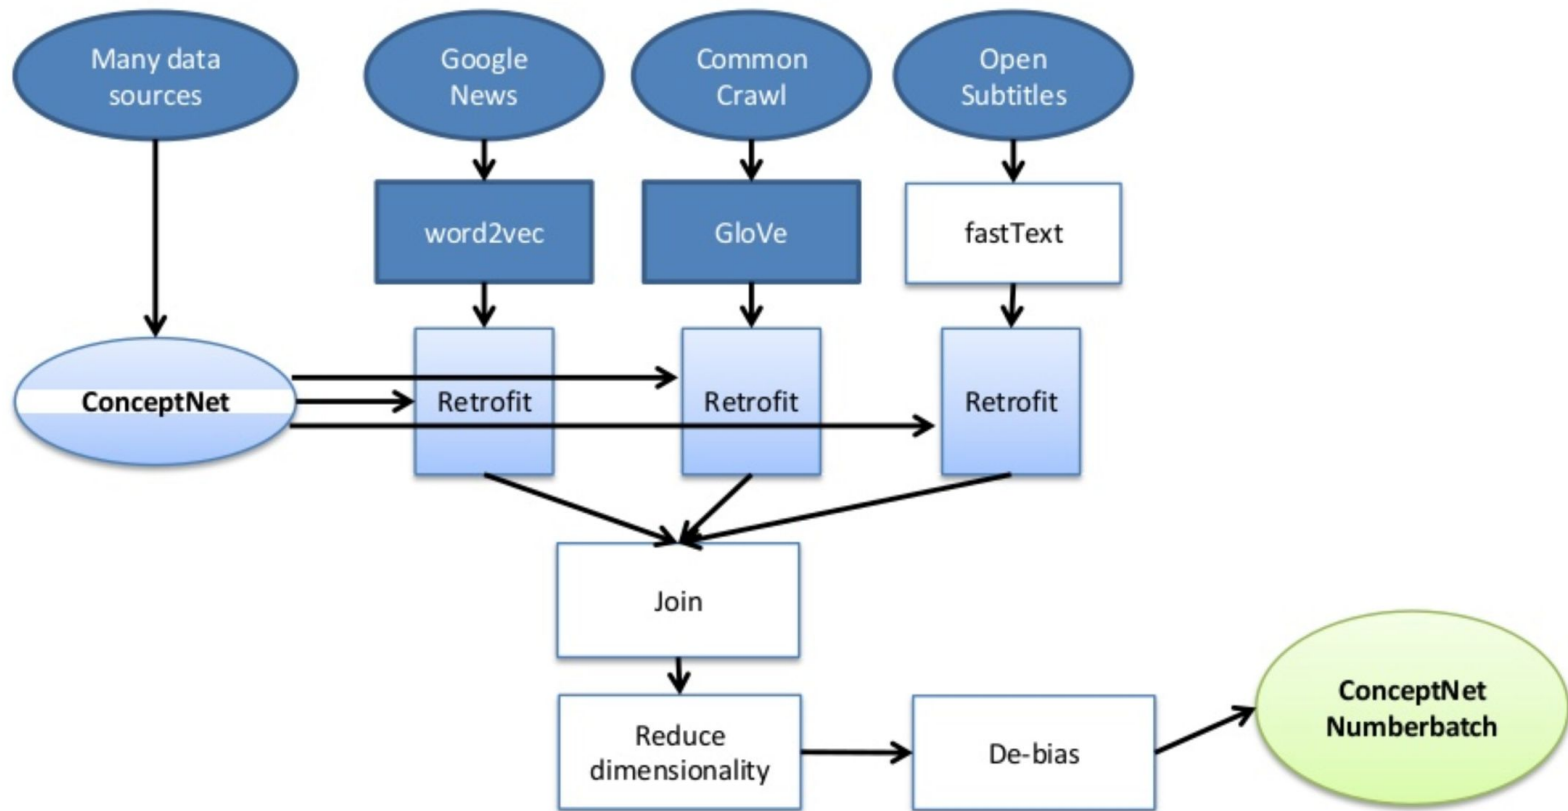 Many data
sources
Google
News
Common
Crawl
Open
Subtitles
word2vec
GloVe
fastText
ConceptNet
Retrofit
Retrofit
Retrofit
Join
Reduce
dimensionality
De-bias
ConceptNet
Numberbatch